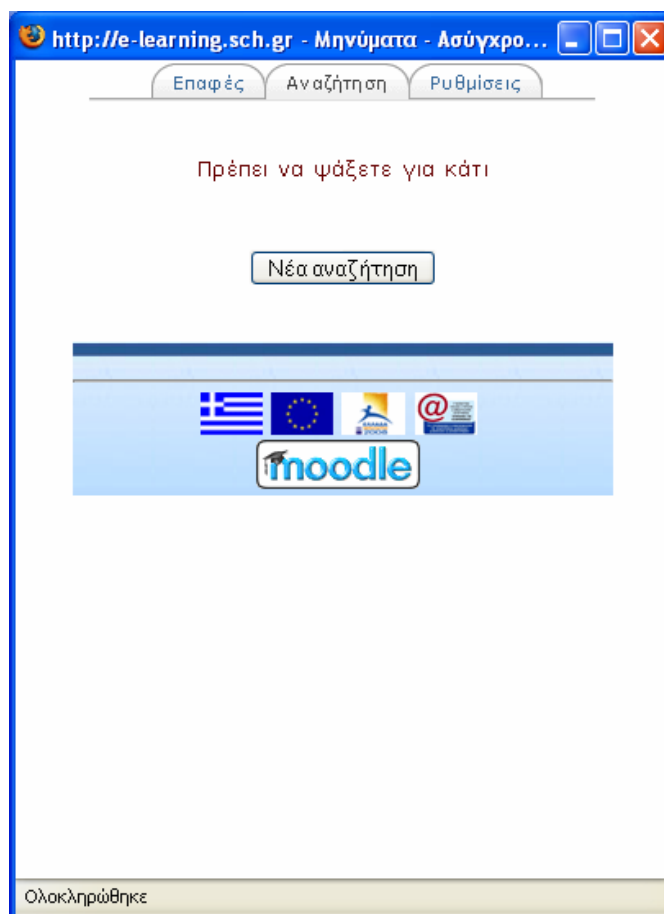 http://e-learning.sch.gr - Μηνύματα - Ασύγχρο...
Επαφές Αναζήτηση Ρυθμίσεις
Πρέπει να ψάξετε για κάτι
Νέα αναζήτηση
@
moodle
Ολοκληρώθηκε